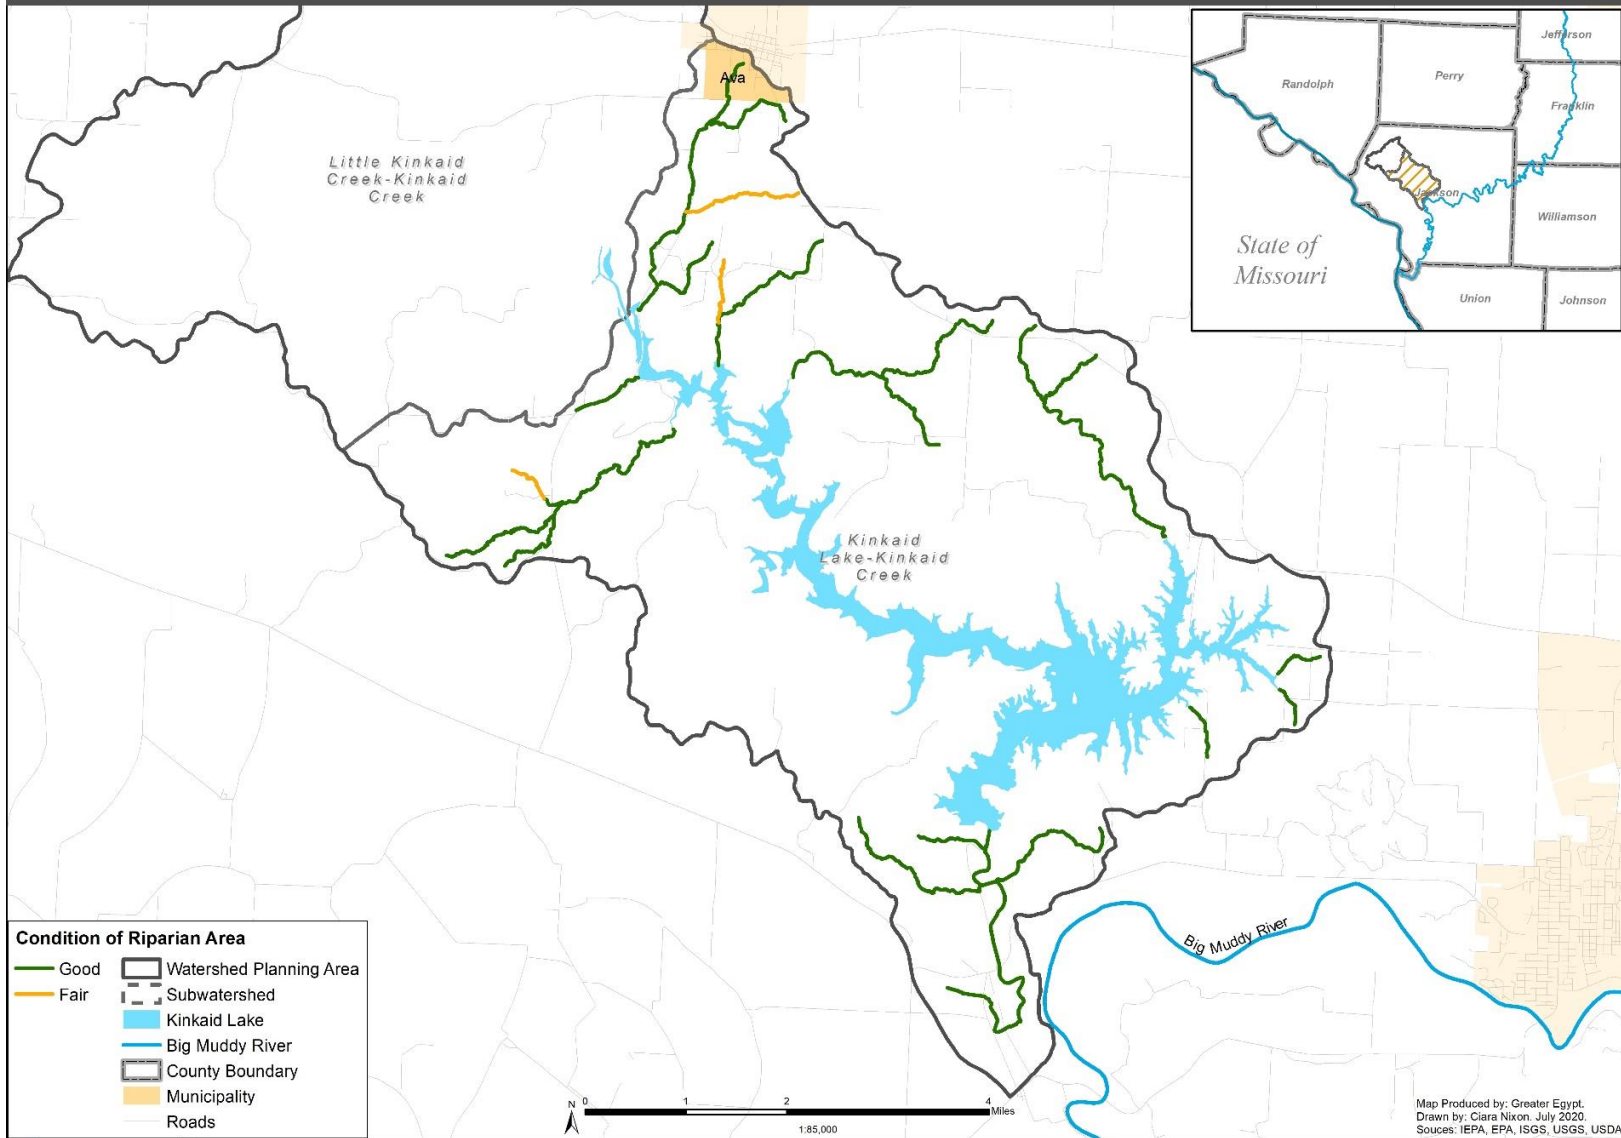 Ava
Little Kinkaid
Creek-Kinkaid
Creek
Kinkaid
Lake-Kinkaid
Creek
Big Muddy River
Jefferson
Randolph
Perry
Franklin
Jackson
Williamson
State of
Missouri
Union
Johnson
Condition of Riparian Area
Good
Fair
Watershed Planning Area
Subwatershed
Kinkaid Lake
Big Muddy River
County Boundary
Municipality
Roads
N
0 1 2 4
Miles
1:85,000
Map Produced by: Greater Egypt.
Drawn by: Ciara Nixon. July 2020.
Souces: IEPA, EPA, ISGS, USGS, USDA